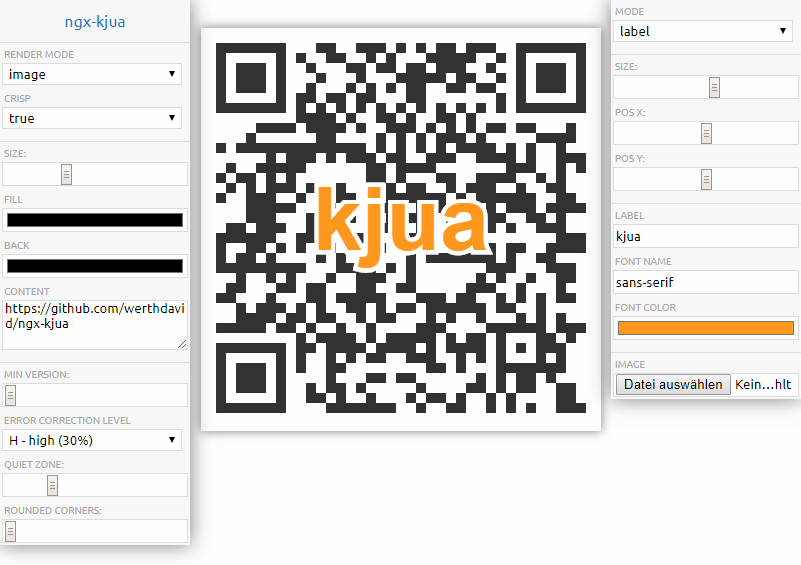 ngx-kjua
RENDER MODE
image
CRISP
true
SIZE:
FILL
BACK
CONTENT
https://github.com/werthdavi
d/ngx-kjua
MIN VERSION:
ERROR CORRECTION LEVEL
H - high (30%)
QUIET ZONE:
ROUNDED CORNERS:
kjua
MODE
label
SIZE:
POS X:
POS Y:
LABEL
kjua
FONT NAME
sans-serif
FONT COLOR
IMAGE
Datei auswählen Kein...hlt